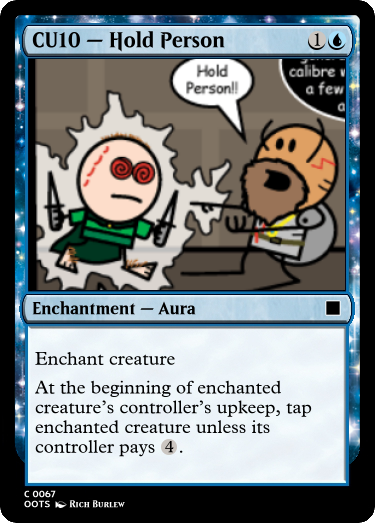 CU10 — Hold Person
1
Hold
Person!!
calibre w
a few
a
Enchantment — Aura
Enchant creature
At the beginning of enchanted
creature's controller's upkeep, tap
enchanted creature unless its
controller pays 4.
C 0067
OOTS Rich Burlew